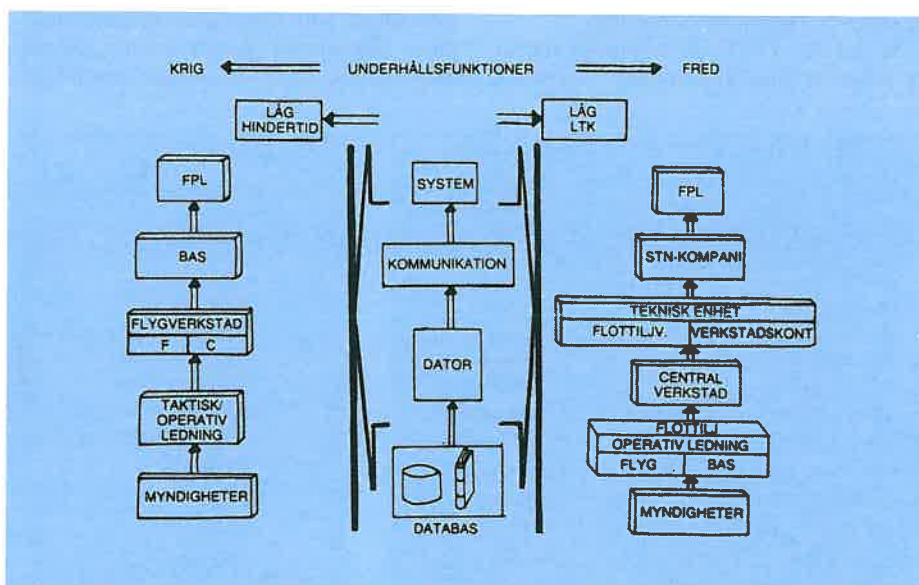 KRIG
UNDERHÅLLSFUNKTIONER
FRED
LÅG
HINDERTID
LÅG
LTK
FPL
BAS
FLYGVERKSTAD
F C
TAKTISK/
OPERATIV
LEDNING
MYNDIGHETER
SYSTEM
KOMMUNIKATION
DATOR
DATABAS
FPL
STN-KOMPANI
TEKNISK ENHET
FLOTTILJV. VERKSTADSKONT
CENTRAL
VERKSTAD
FLOTTILJ
OPERATIV LEDNING
FLYG BAS
MYNDIGHETER